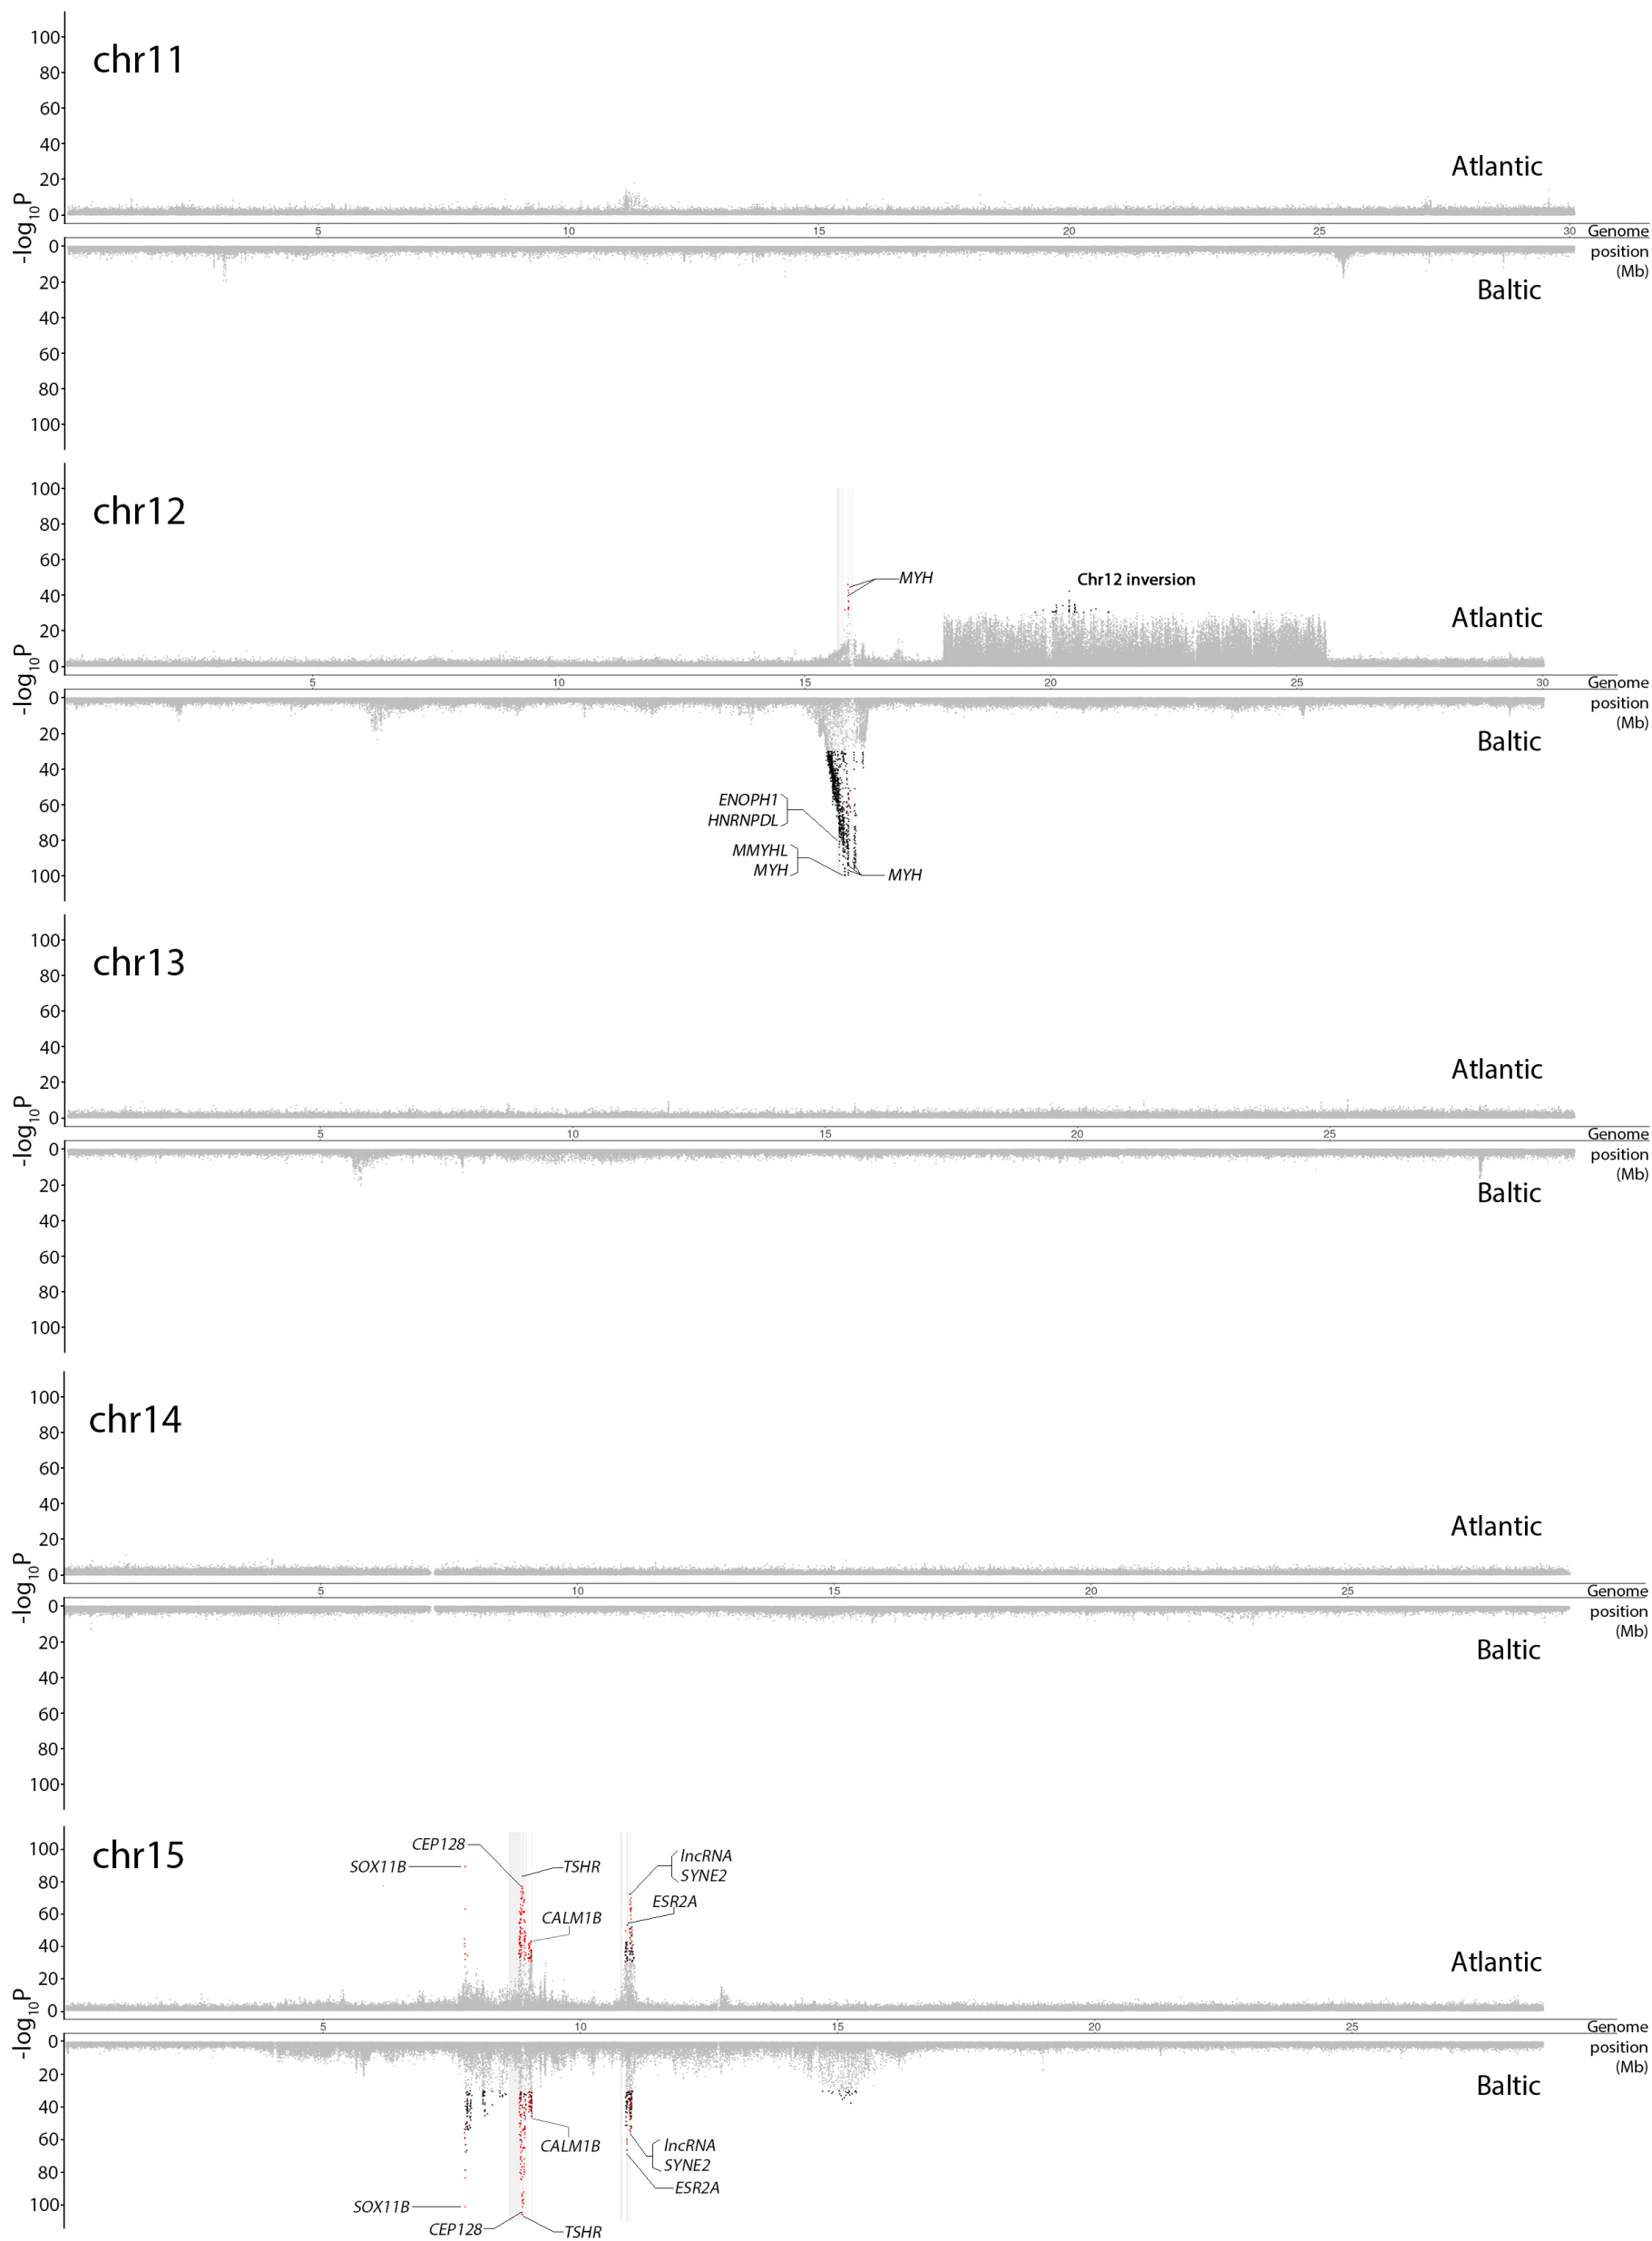 chr11
100
80
60
40
20
0
Atlantic
-log10P
5
10
15
20
25
30
Genome
position
(Mb)
0
20
40
60
80
100
Baltic
chr12
100
80
60
40
20
0
MYH
Chr12 inversion
Atlantic
-log10P
5
10
15
20
25
30
Genome
position
(Mb)
0
20
40
60
80
100
Baltic
ENOPH1
HNRNPDL
MMYHL
MYH
MYH
chr13
100
80
60
40
20
0
Atlantic
-log10P
5
10
15
20
25
Genome
position
(Mb)
0
20
40
60
80
100
Baltic
chr14
100
80
60
40
20
0
Atlantic
-log10P
5
10
15
20
25
Genome
position
(Mb)
0
20
40
60
80
100
Baltic
chr15
100
80
60
40
20
0
CEP128
SOX11B
TSHR
CALM1B
lncRNA
SYNE2
ESR2A
Atlantic
-log10P
5
10
15
20
25
Genome
position
(Mb)
0
20
40
60
80
100
Baltic
CALM1B
lncRNA
SYNE2
ESR2A
SOX11B
CEP128
TSHR